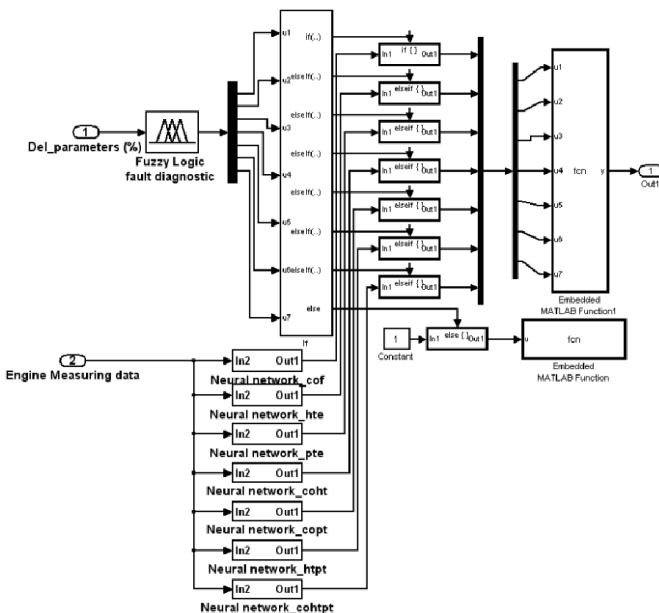 1
Del_parameters (%)
Fuzzy Logic
fault diagnostic
u1
u2
u3
u4
u5
u6
u7
if(..)
elseif(..)
elseif(..)
elseif(..)
elseif(..)
elseif(..)
elseif(..)
else
If
if { }
In1 Out1
elseif { }
In1 Out1
elseif { }
In1 Out1
elseif { }
In1 Out1
elseif { }
In1 Out1
elseif { }
In1 Out1
elseif { }
In1 Out1
u1
u2
u3
u4
u5
u6
u7
fcn
y
Embedded
MATLAB Function1
1
Out1
1
Constant
else { }
In1 Out1
u
fcn
Embedded
MATLAB Function
2
Engine Measuring data
In2 Out1
Neural network_cof
In2 Out1
Neural network_hte
In2 Out1
Neural network_pte
In2 Out1
Neural network_coht
In2 Out1
Neural network_copt
In2 Out1
Neural network_htpt
In2 Out1
Neural network_cohtpt